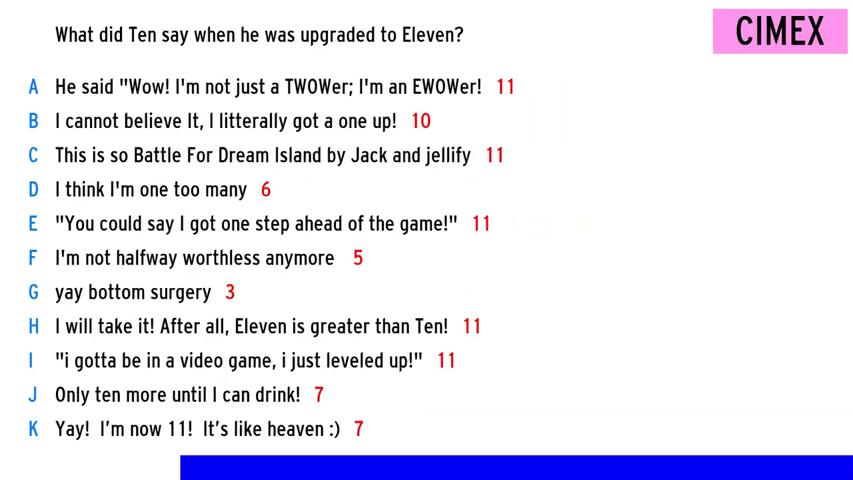 CIMEX
What did Ten say when he was upgraded to Eleven?
A He said "Wow! I'm not just a TWOWer; I'm an EWOWer! 11
B I cannot believe It, I litterally got a one up! 10
C This is so Battle For Dream Island by Jack and jellify 11
D I think I'm one too many 6
E "You could say I got one step ahead of the game!" 11
F I'm not halfway worthless anymore 5
G yay bottom surgery 3
H I will take it! After all, Eleven is greater than Ten! 11
I "i gotta be in a video game, i just leveled up!" 11
J Only ten more until I can drink! 7
K Yay! I'm now 11! It's like heaven :) 7